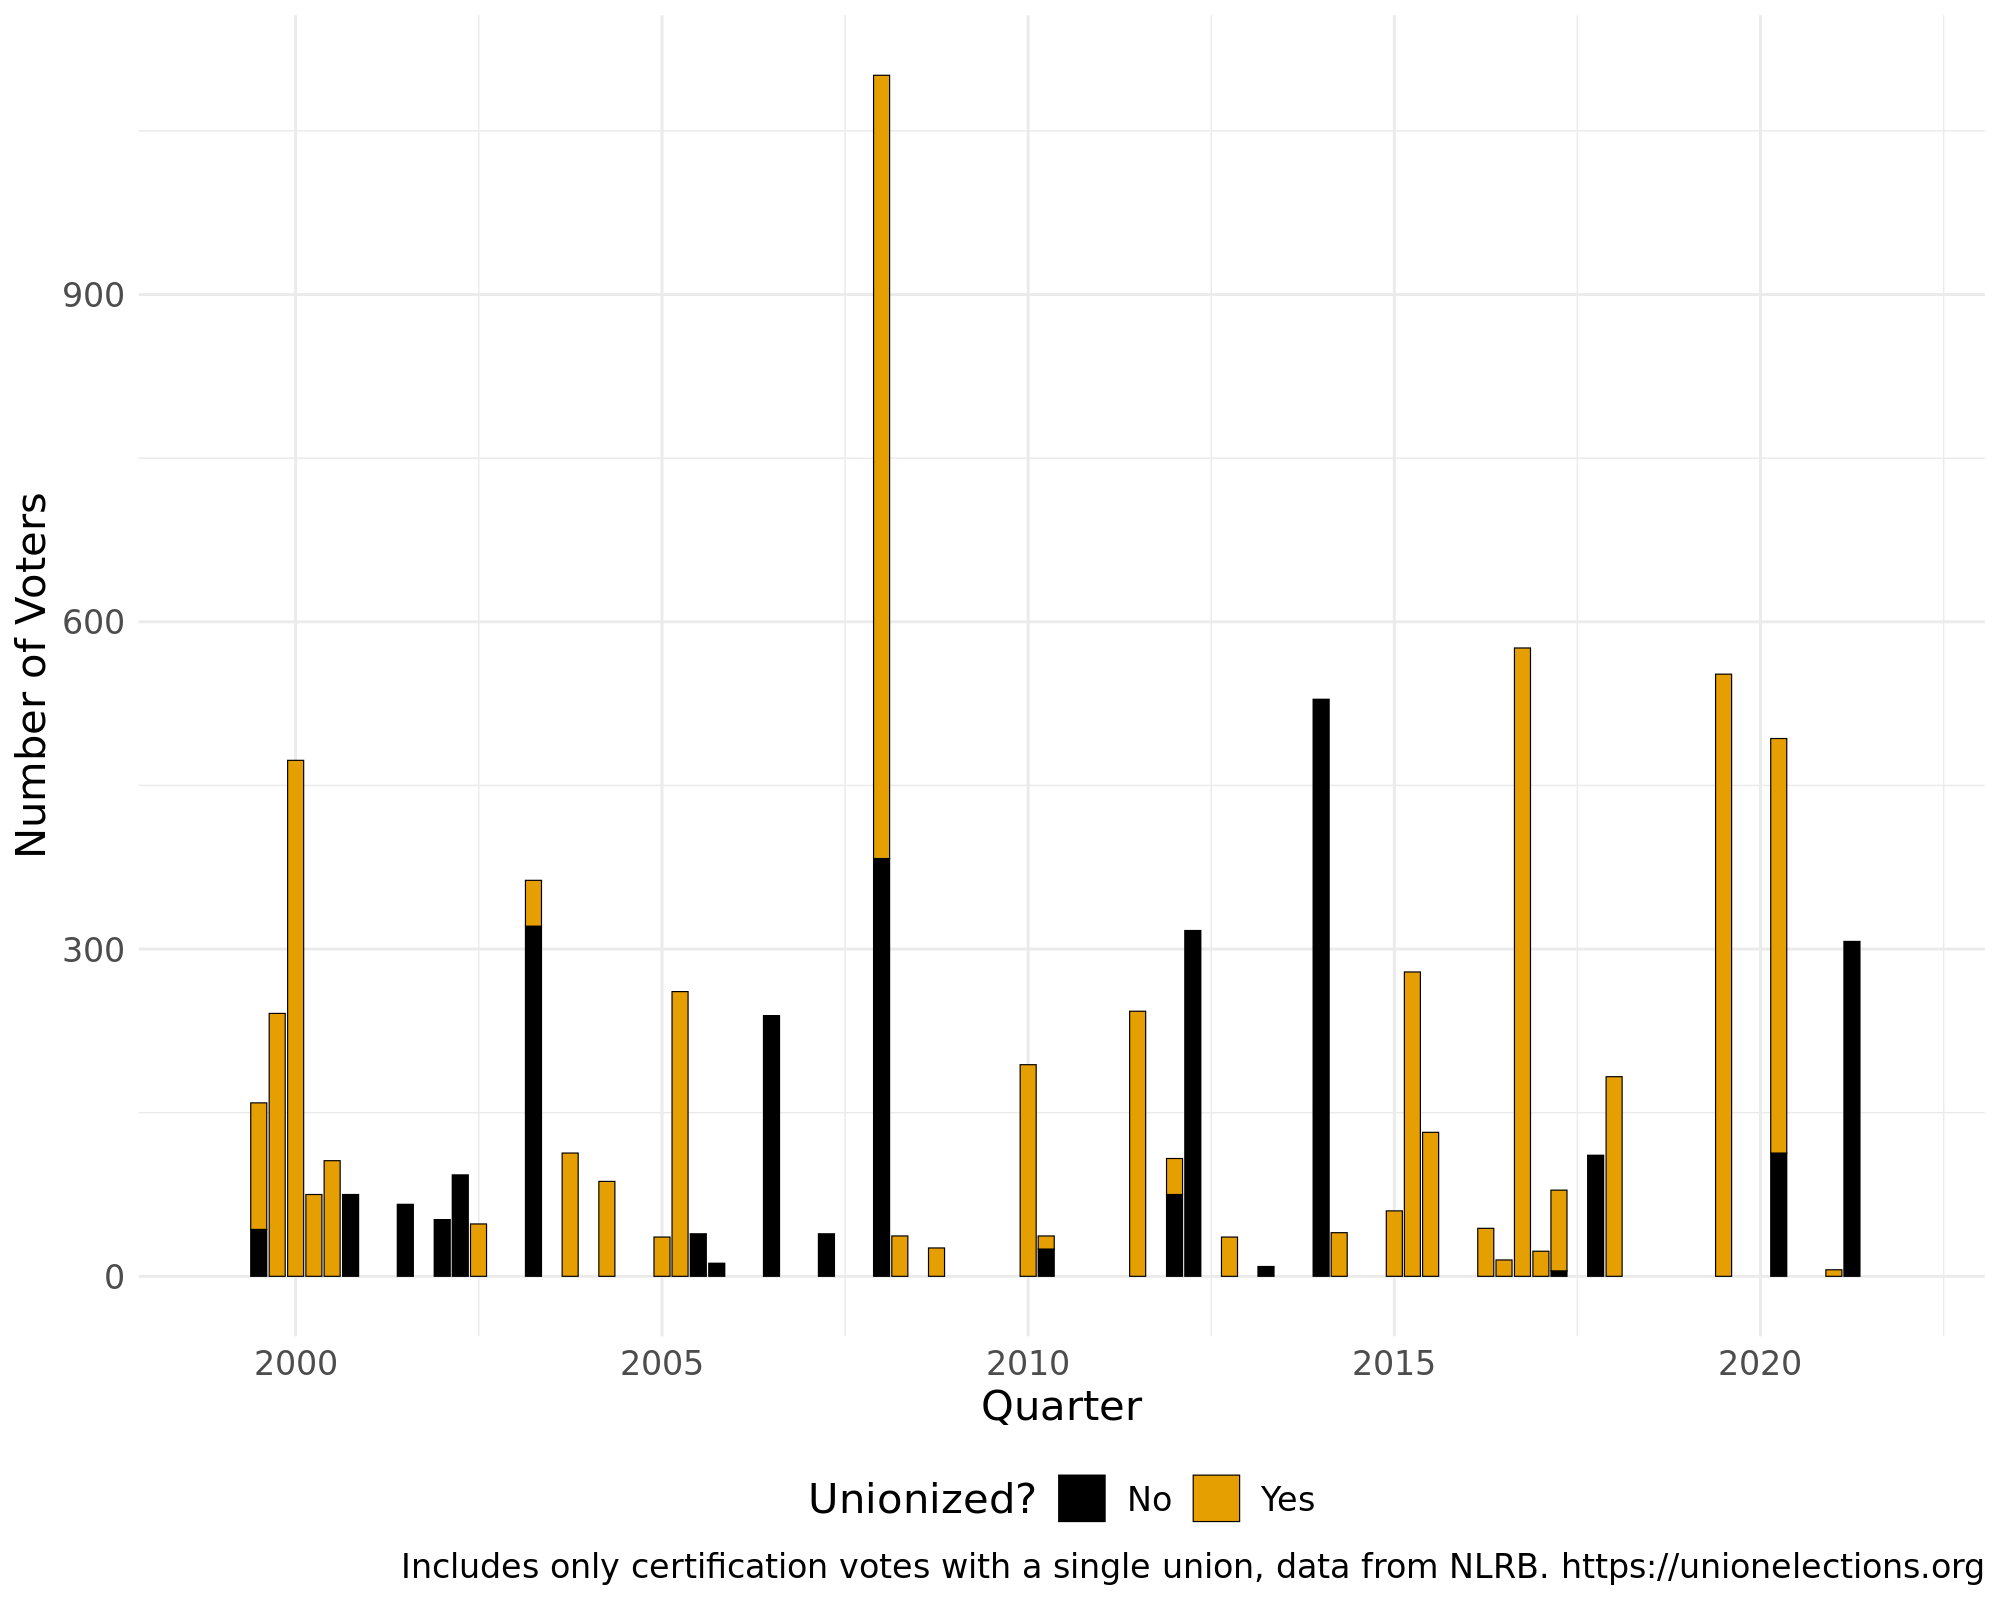 900
600
300
0
Number of Voters
2000 2005 2010 2015 2020
Quarter
Unionized? No Yes
Includes only certification votes with a single union, data from NLRB. https://unionelections.org